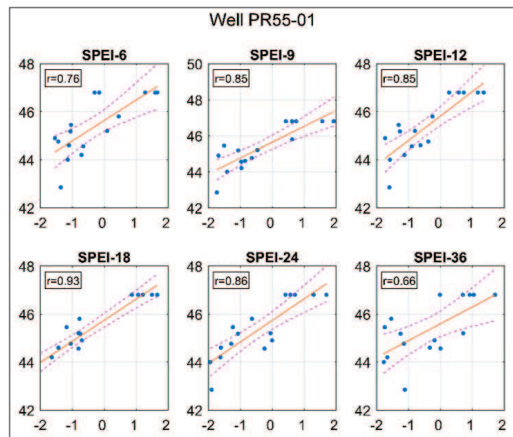 Well PR55-01
SPEI-6 SPEI-9 SPEI-12
48 50 48
r=0.76 r=0.85 r=0.85
46 48 46
46
44 44 44
42 42 42
-2 -1 0 1 2 -2 -1 0 1 2 -2 -1 0 1 2
SPEI-18 SPEI-24 SPEI-36
48 48 48
r=0.93 r=0.86 r=0.66
46 46 46
44 44 44
42 42 42
-2 -1 0 1 2 -2 -1 0 1 2 -2 -1 0 1 2